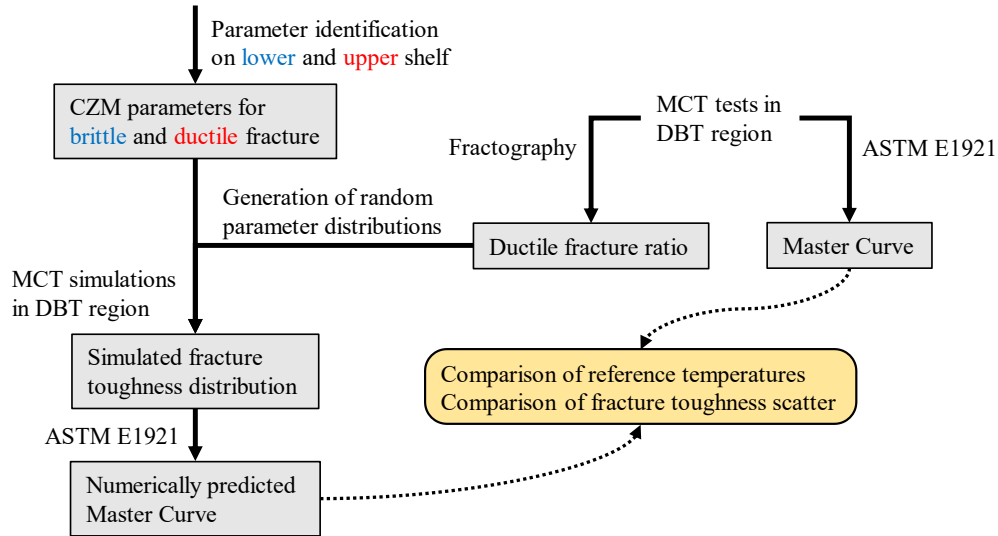 Parameter identification
on lower and upper shelf
CZM parameters for
brittle and ductile fracture
MCT tests in
DBT region
Fractography
ASTM E1921
Generation of random
parameter distributions
Ductile fracture ratio
Master Curve
MCT simulations
in DBT region
Simulated fracture
toughness distribution
Comparison of reference temperatures
Comparison of fracture toughness scatter
ASTM E1921
Numerically predicted
Master Curve